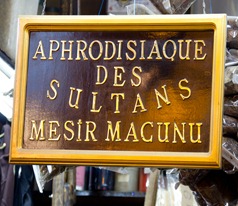 APHRODISIAQUE
DES
SULTANS
MESİR MACUNU